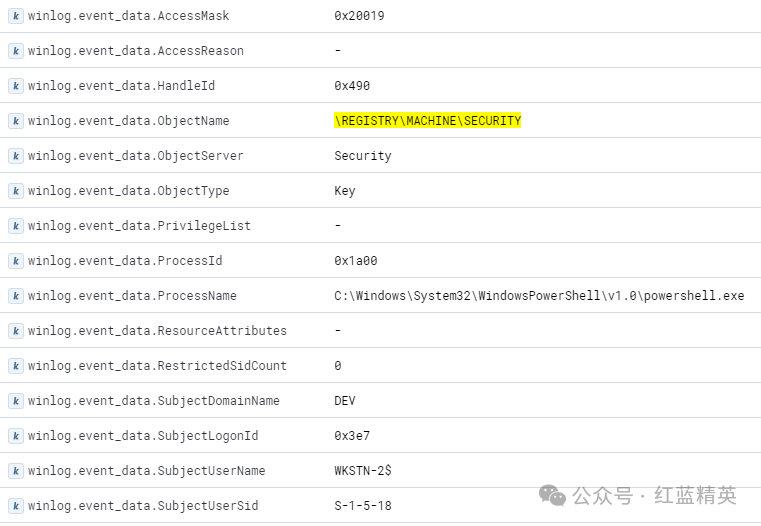 k winlog.event_data.AccessMask 0x20019
k winlog.event_data.AccessReason -
k winlog.event_data.HandleId 0x490
k winlog.event_data.ObjectName \REGISTRY\MACHINE\SECURITY
k winlog.event_data.ObjectServer Security
k winlog.event_data.ObjectType Key
k winlog.event_data.PrivilegeList -
k winlog.event_data.ProcessId 0x1a00
k winlog.event_data.ProcessName C:\Windows\System32\WindowsPowerShell\v1.0\powershell.exe
k winlog.event_data.ResourceAttributes -
k winlog.event_data.RestrictedSidCount 0
k winlog.event_data.SubjectDomainName DEV
k winlog.event_data.SubjectLogonId 0x3e7
k winlog.event_data.SubjectUserName WKSTN-2$
公众号 · 红蓝精英
k winlog.event_data.SubjectUserSid S-1-5-18